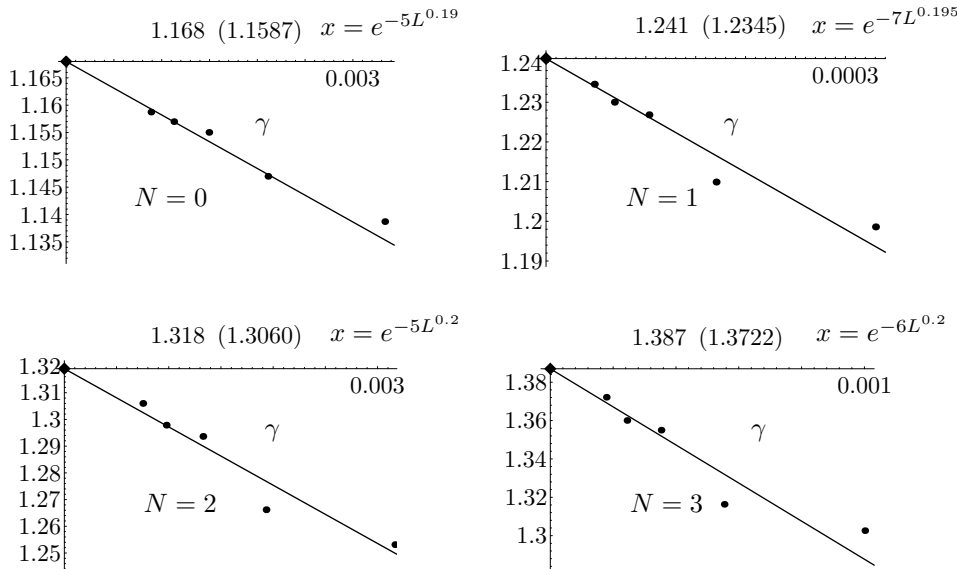 1.168 (1.1587) x = e^{-5L^{0.19}}
0.003
1.165
1.16
1.155
1.15
1.145
1.14
1.135
γ
N = 0
1.241 (1.2345) x = e^{-7L^{0.195}}
0.0003
1.24
1.23
1.22
1.21
1.2
1.19
γ
N = 1
1.318 (1.3060) x = e^{-5L^{0.2}}
0.003
1.32
1.31
1.3
1.29
1.28
1.27
1.26
1.25
γ
N = 2
1.387 (1.3722) x = e^{-6L^{0.2}}
0.001
1.38
1.36
1.34
1.32
1.3
γ
N = 3